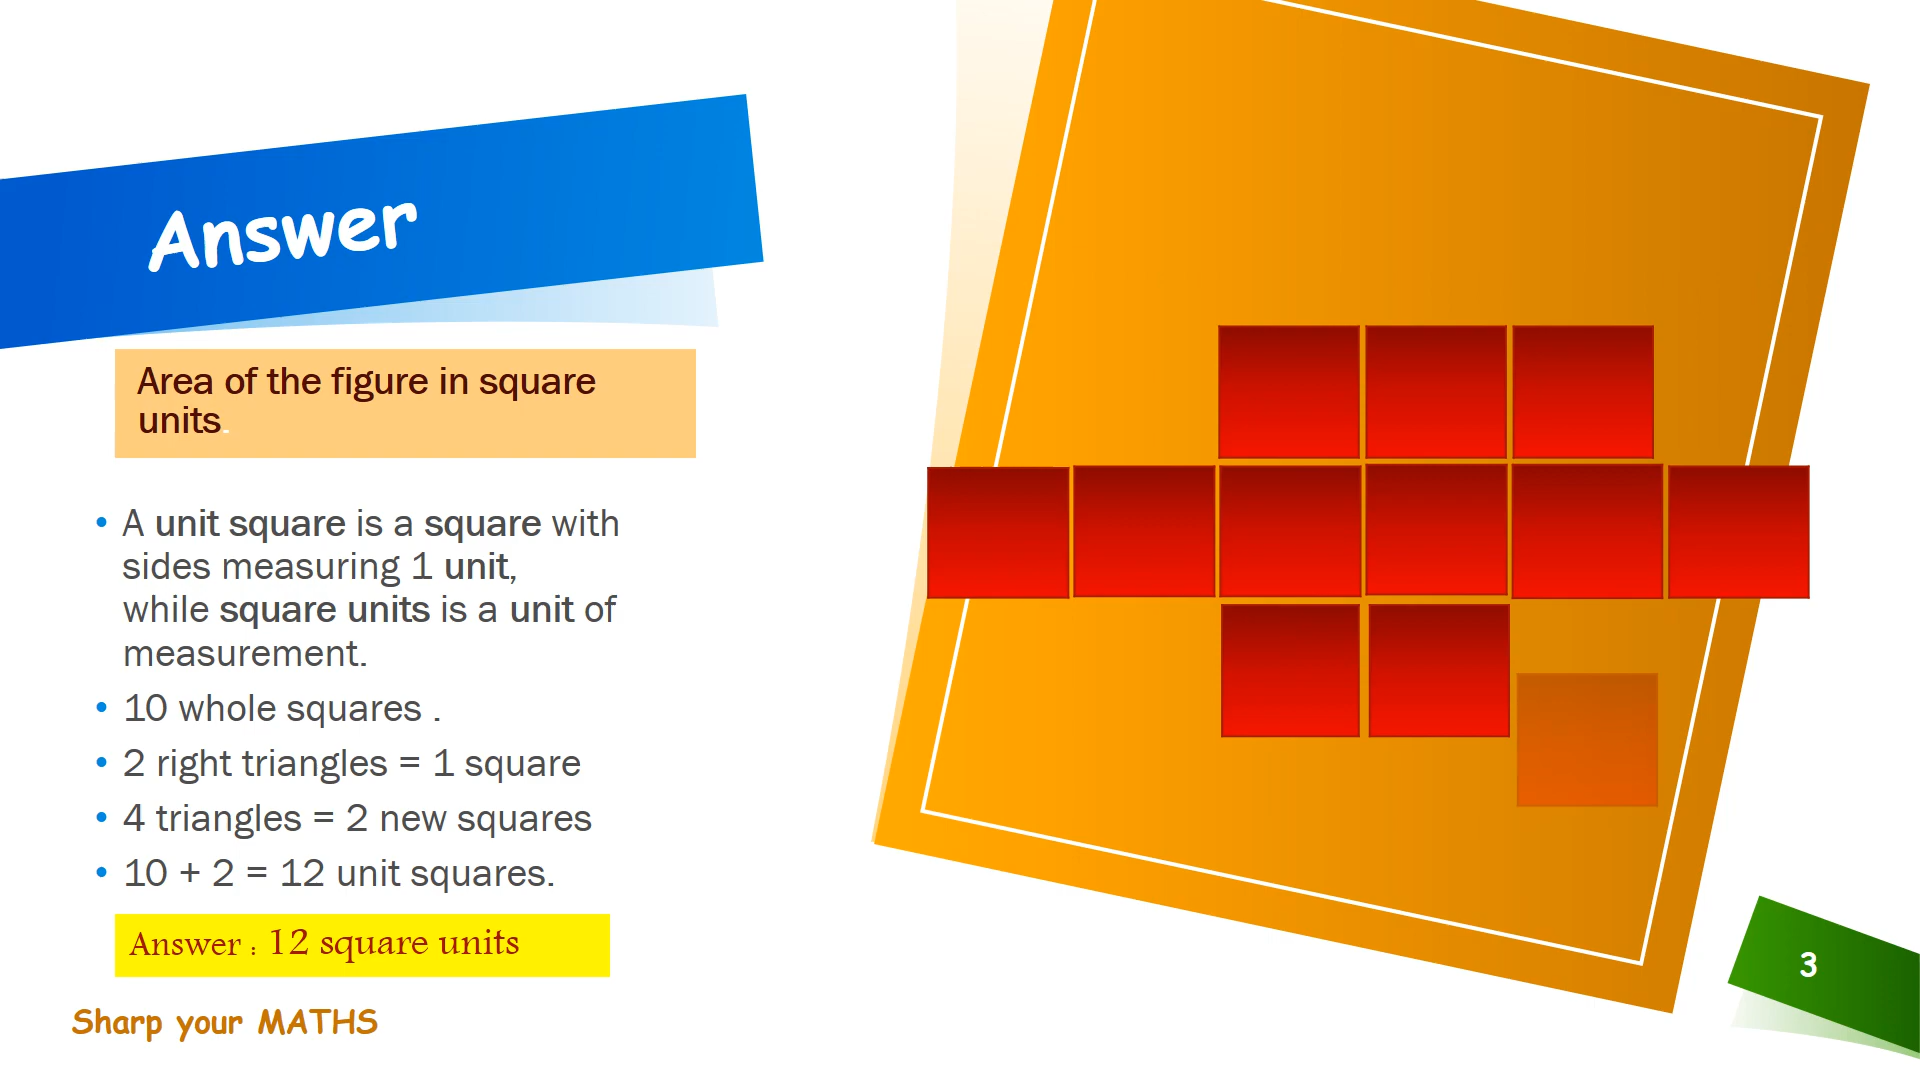 Answer
Area of the figure in square
units.
• A unit square is a square with
sides measuring 1 unit,
while square units is a unit of
measurement.
• 10 whole squares .
• 2 right triangles = 1 square
• 4 triangles = 2 new squares
• 10 + 2 = 12 unit squares.
Answer : 12 square units
Sharp your MATHS
3